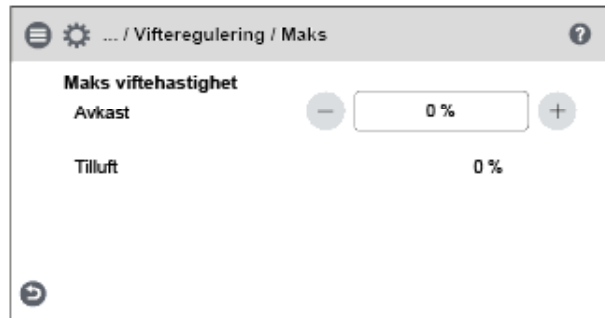 ... / Vifteregulering / Maks ?
Maks viftehastighet
Avkast − 0 % +
Tilluft 0 %